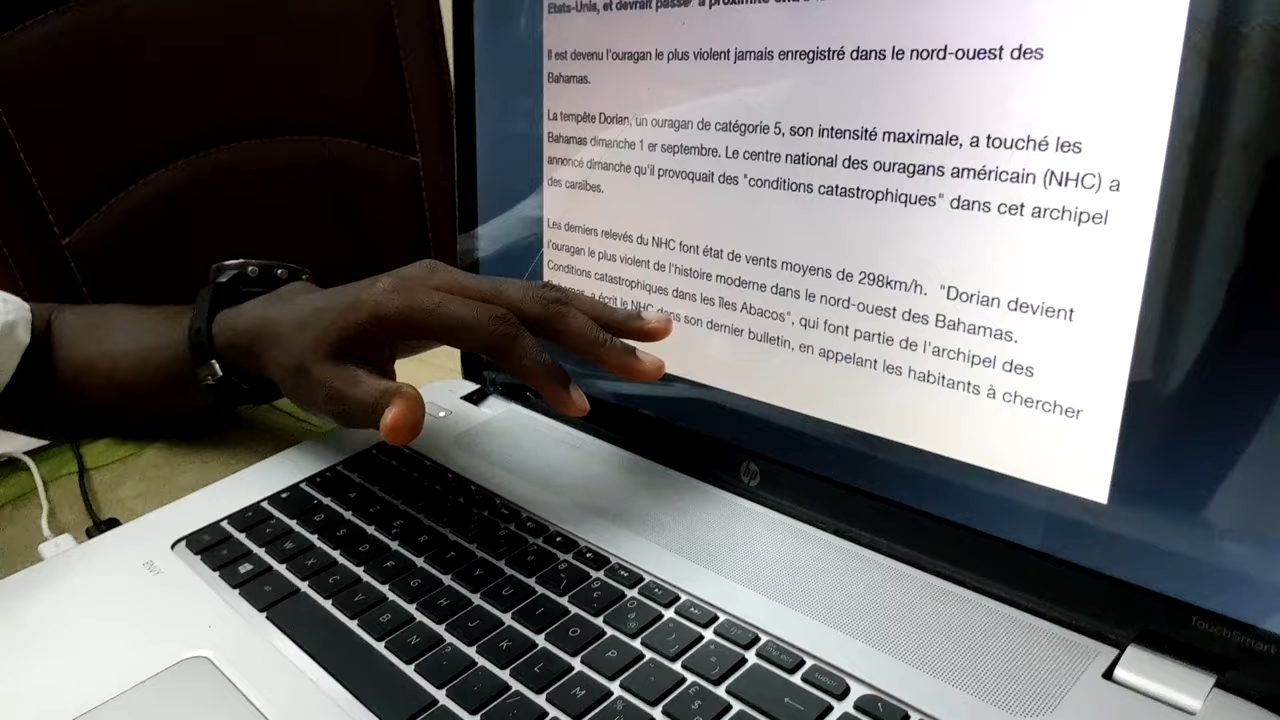 Etats-Unis, et devrait passer à proximité
Il est devenu l'ouragan le plus violent jamais enregistré dans le nord-ouest des
Bahamas.
La tempête Dorian, un ouragan de catégorie 5, son intensité maximale, a touché les
Bahamas dimanche 1 er septembre. Le centre national des ouragans américain (NHC) a
annoncé dimanche qu'il provoquait des "conditions catastrophiques" dans cet archipel
des caraïbes.
Les derniers relevés du NHC font état de vents moyens de 298km/h. "Dorian devient
l'ouragan le plus violent de l'histoire moderne dans le nord-ouest des Bahamas.
Conditions catastrophiques dans les îles Abacos", qui font partie de l'archipel des
Bahamas, a écrit le NHC dans son dernier bulletin, en appelant les habitants à chercher
hp
TouchSmart
ENVY
A Z E R T Y U I O P
Q S D F G H J K L M
W X C V B N